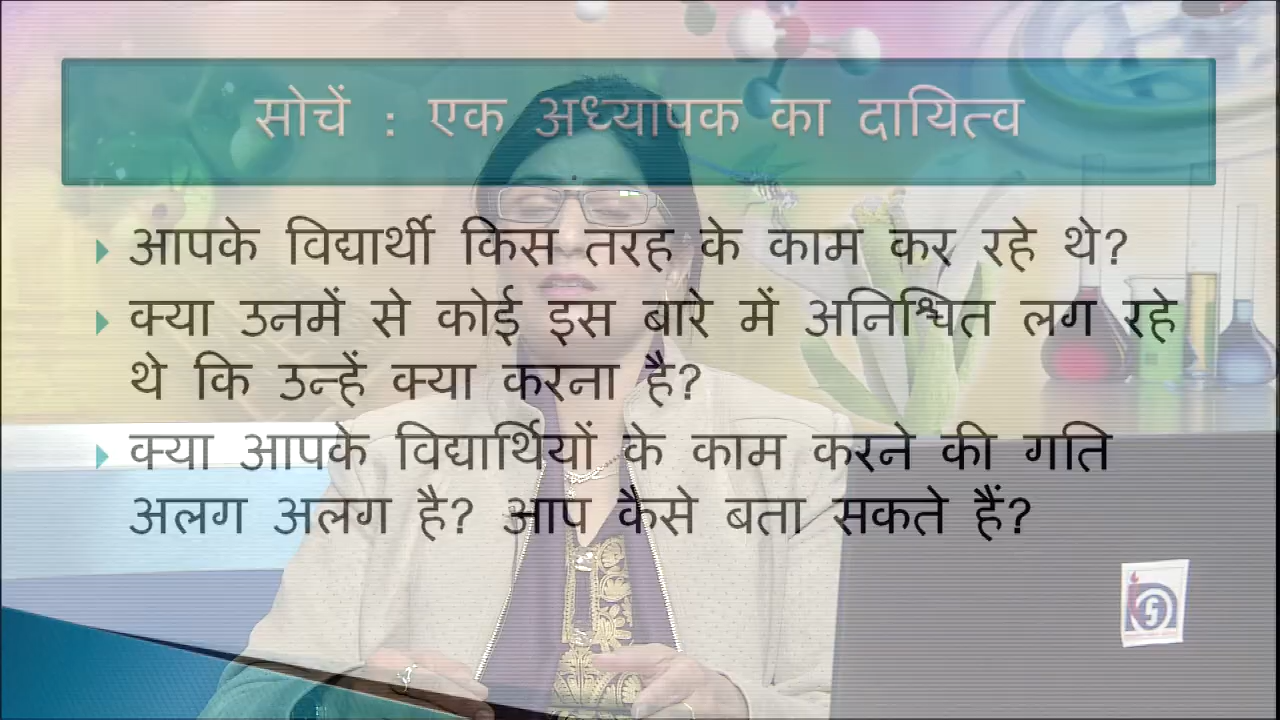 सोचें : एक अध्यापक का दायित्व
आपके विद्यार्थी किस तरह के काम कर रहे थे?
क्या उनमें से कोई इस बारे में अनिश्चित लग रहे
थे कि उन्हें क्या करना है?
क्या आपके विद्यार्थियों के काम करने की गति
अलग अलग है? आप कैसे बता सकते हैं?